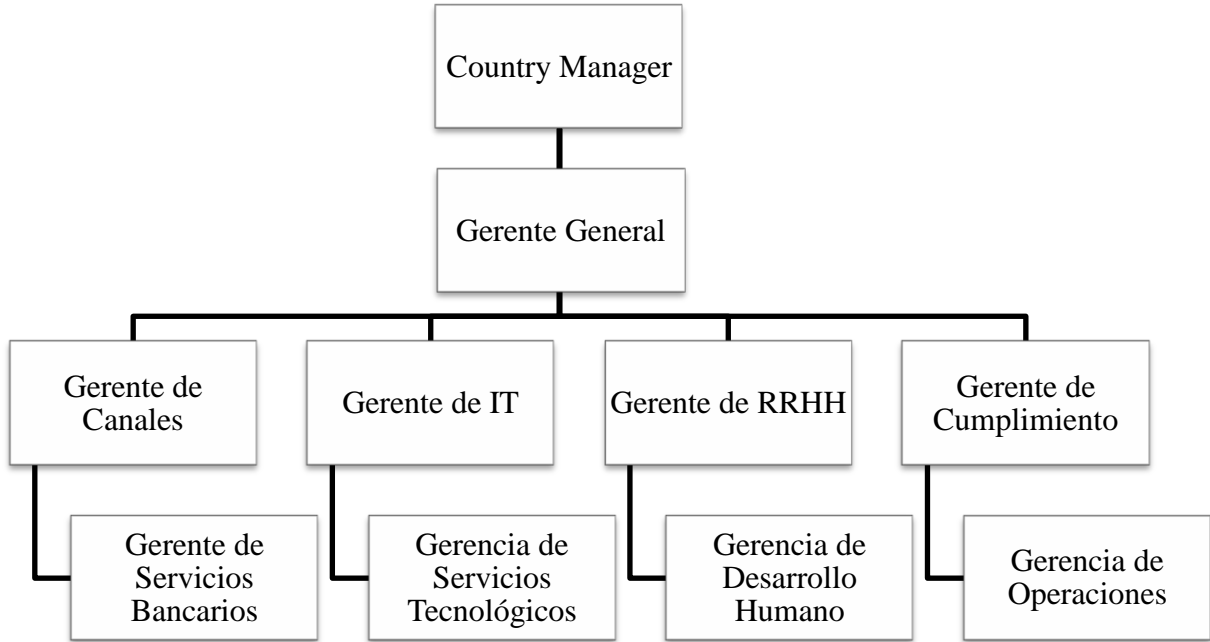 Country Manager
Gerente General
Gerente de
Canales
Gerente de IT
Gerente de RRHH
Gerente de
Cumplimiento
Gerente de
Servicios
Bancarios
Gerencia de
Servicios
Tecnológicos
Gerencia de
Desarrollo
Humano
Gerencia de
Operaciones